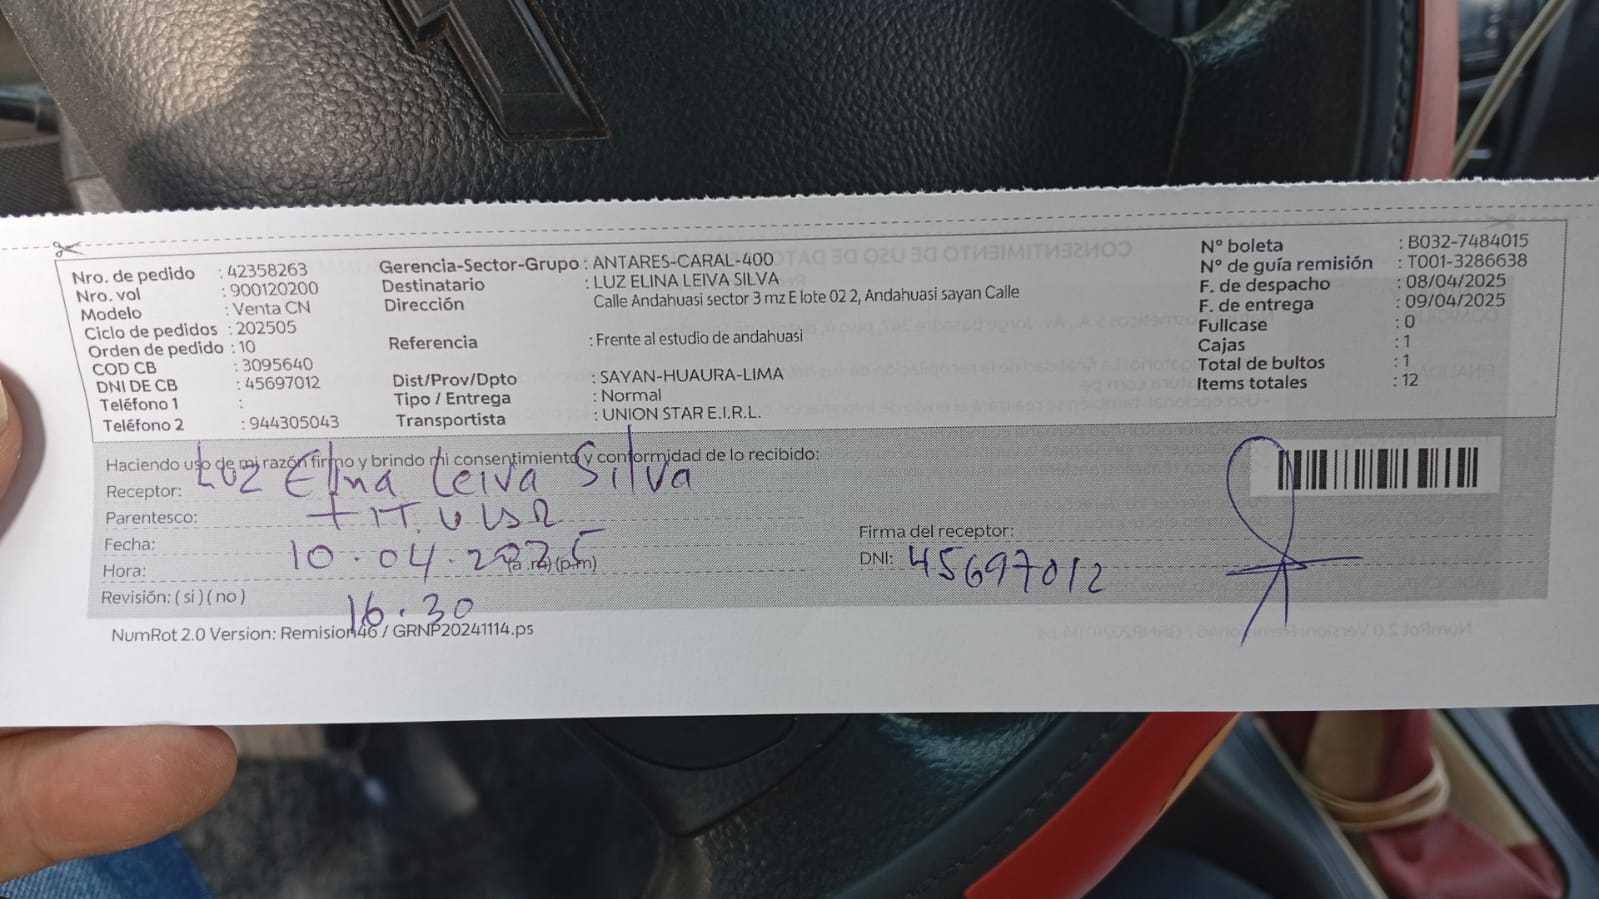 Nro. de pedido : 42358263
Nro. vol : 900120200
Modelo : Venta CN
Ciclo de pedidos : 202505
Orden de pedido : 10
COD CB : 3095640
DNI DE CB : 45697012
Teléfono 1 :
Teléfono 2 : 944305043
Gerencia-Sector-Grupo : ANTARES-CARAL-400
Destinatario : LUZ ELINA LEIVA SILVA
Dirección Calle Andahuasi sector 3 mz E lote 02 2, Andahuasi sayan Calle
Referencia : Frente al estudio de andahuasi
Dist/Prov/Dpto : SAYAN-HUAURA-LIMA
Tipo / Entrega : Normal
Transportista : UNION STAR E.I.R.L.
N° boleta : B032-7484015
N° de guía remisión : T001-3286638
F. de despacho : 08/04/2025
F. de entrega : 09/04/2025
Fullcase : 0
Cajas : 1
Total de bultos : 1
Items totales : 12
Haciendo uso de mi razón firmo y brindo mi consentimiento y conformidad de lo recibido:
Receptor: Luz Elina Leiva Silva
Parentesco:
Fecha: 10.04.2025
Hora: 16.30 (a.m) (p.m)
Revisión: ( si ) ( no )
Firma del receptor:
DNI: 45697012
NumRot 2.0 Version: Remision46 / GRNP20241114.ps